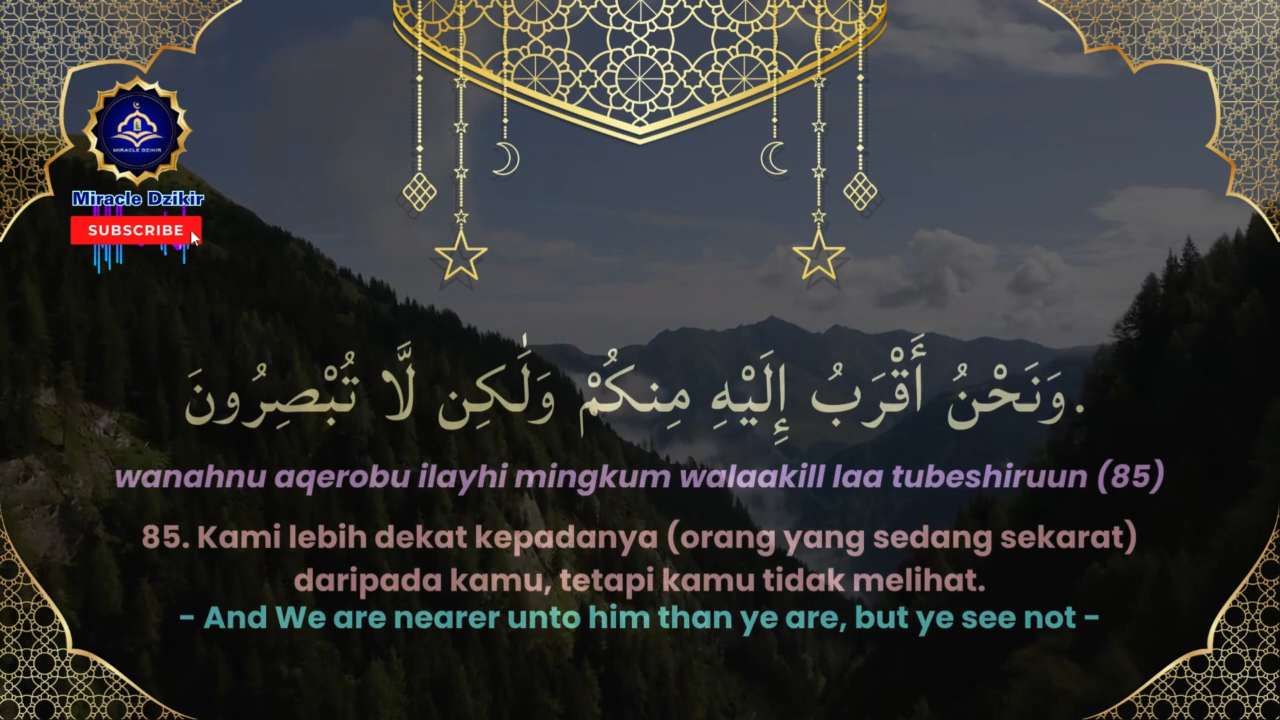 MIRACLE DZIKIR
Miracle Dzikir
SUBSCRIBE
وَنَحْنُ أَقْرَبُ إِلَيْهِ مِنكُمْ وَلَٰكِن لَّا تُبْصِرُونَ.
wanahnu aqerobu ilayhi mingkum walaakill laa tubeshiruun (85)
85. Kami lebih dekat kepadanya (orang yang sedang sekarat)
daripada kamu, tetapi kamu tidak melihat.
- And We are nearer unto him than ye are, but ye see not -